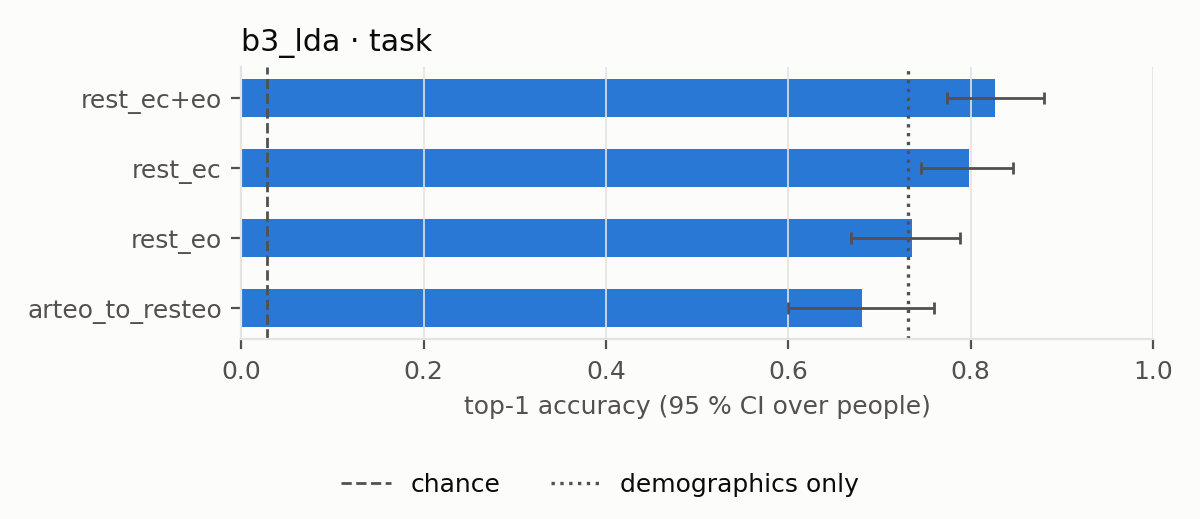 b3_lda · task
rest_ec+eo
rest_ec
rest_eo
arteo_to_resteo
0.0 0.2 0.4 0.6 0.8 1.0
top-1 accuracy (95 % CI over people)
chance demographics only